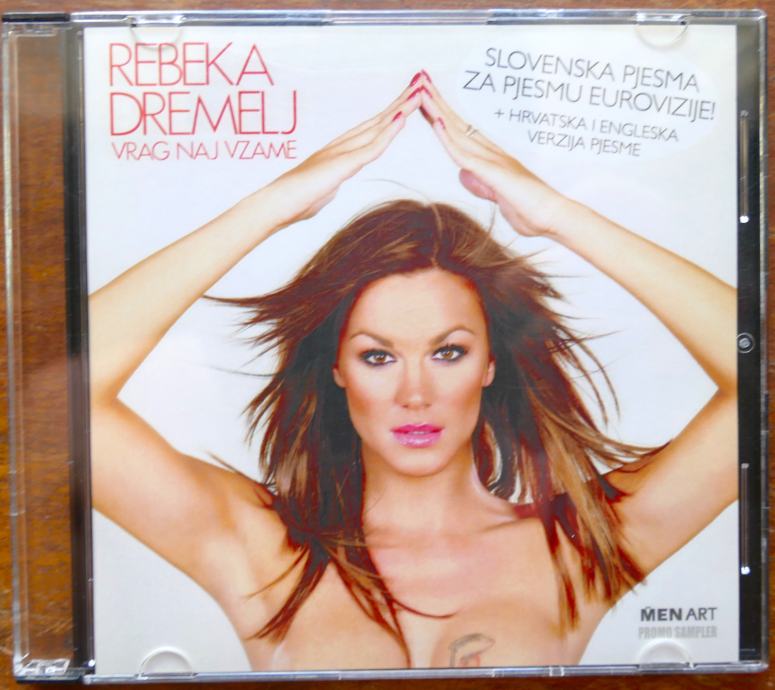 REBEKA
DREMELJ
VRAG NAJ VZAME
SLOVENSKA PJESMA
ZA PJESMU EUROVIZIJE!
+ HRVATSKA I ENGLESKA
VERZIJA PJESME
MENART
PROMO SAMPLER